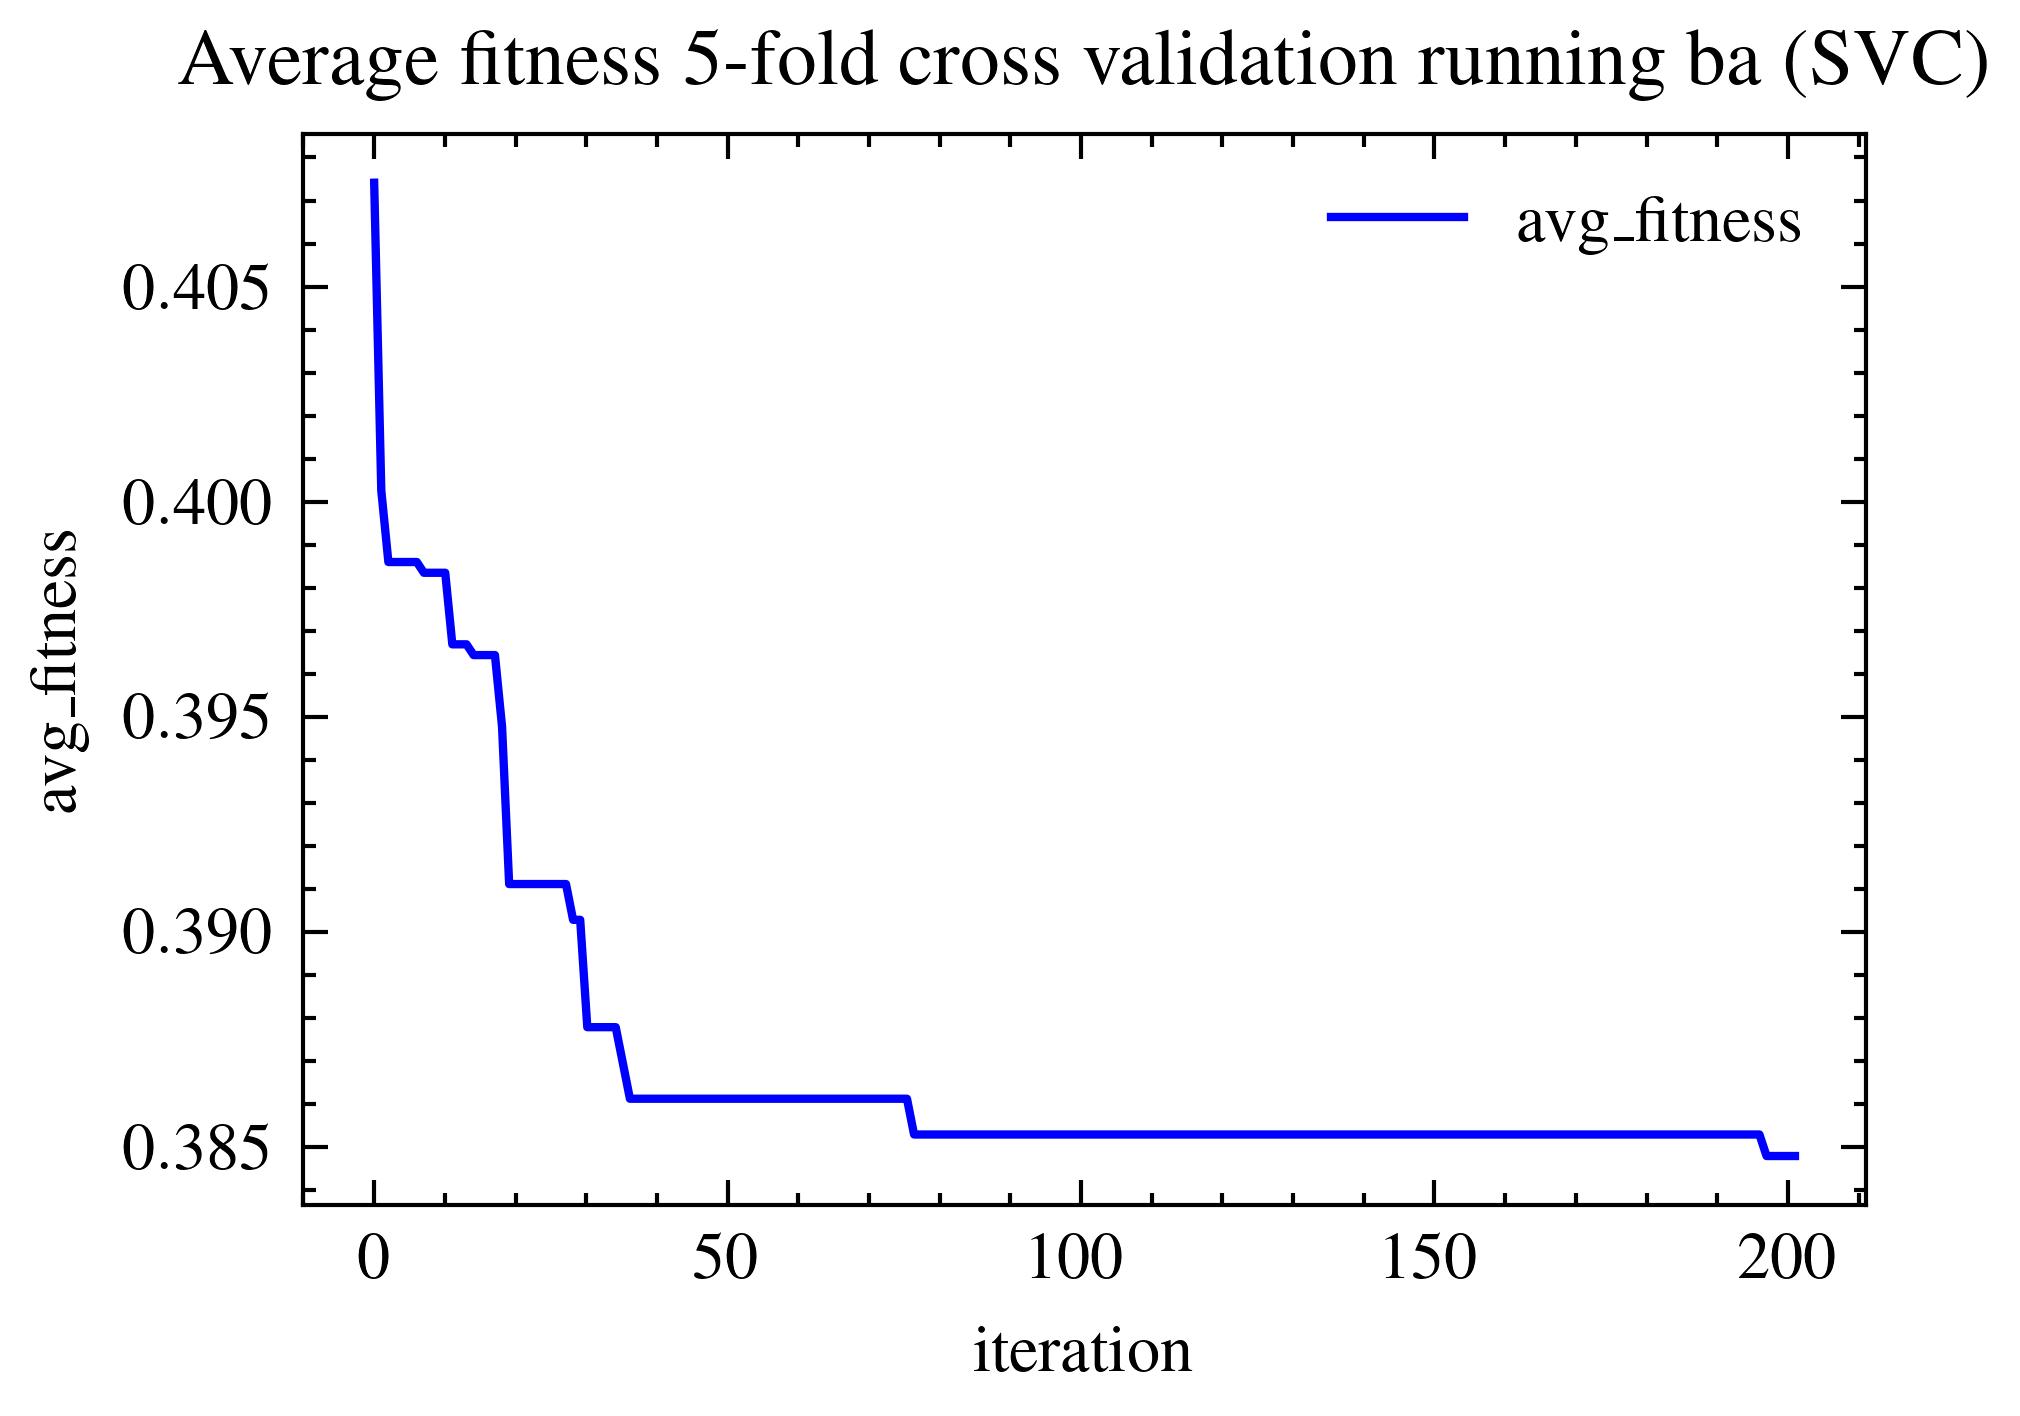 Average fitness 5-fold cross validation running ba (SVC)
avg_fitness
0.405
0.400
0.395
0.390
0.385
avg_fitness
0 50 100 150 200
iteration